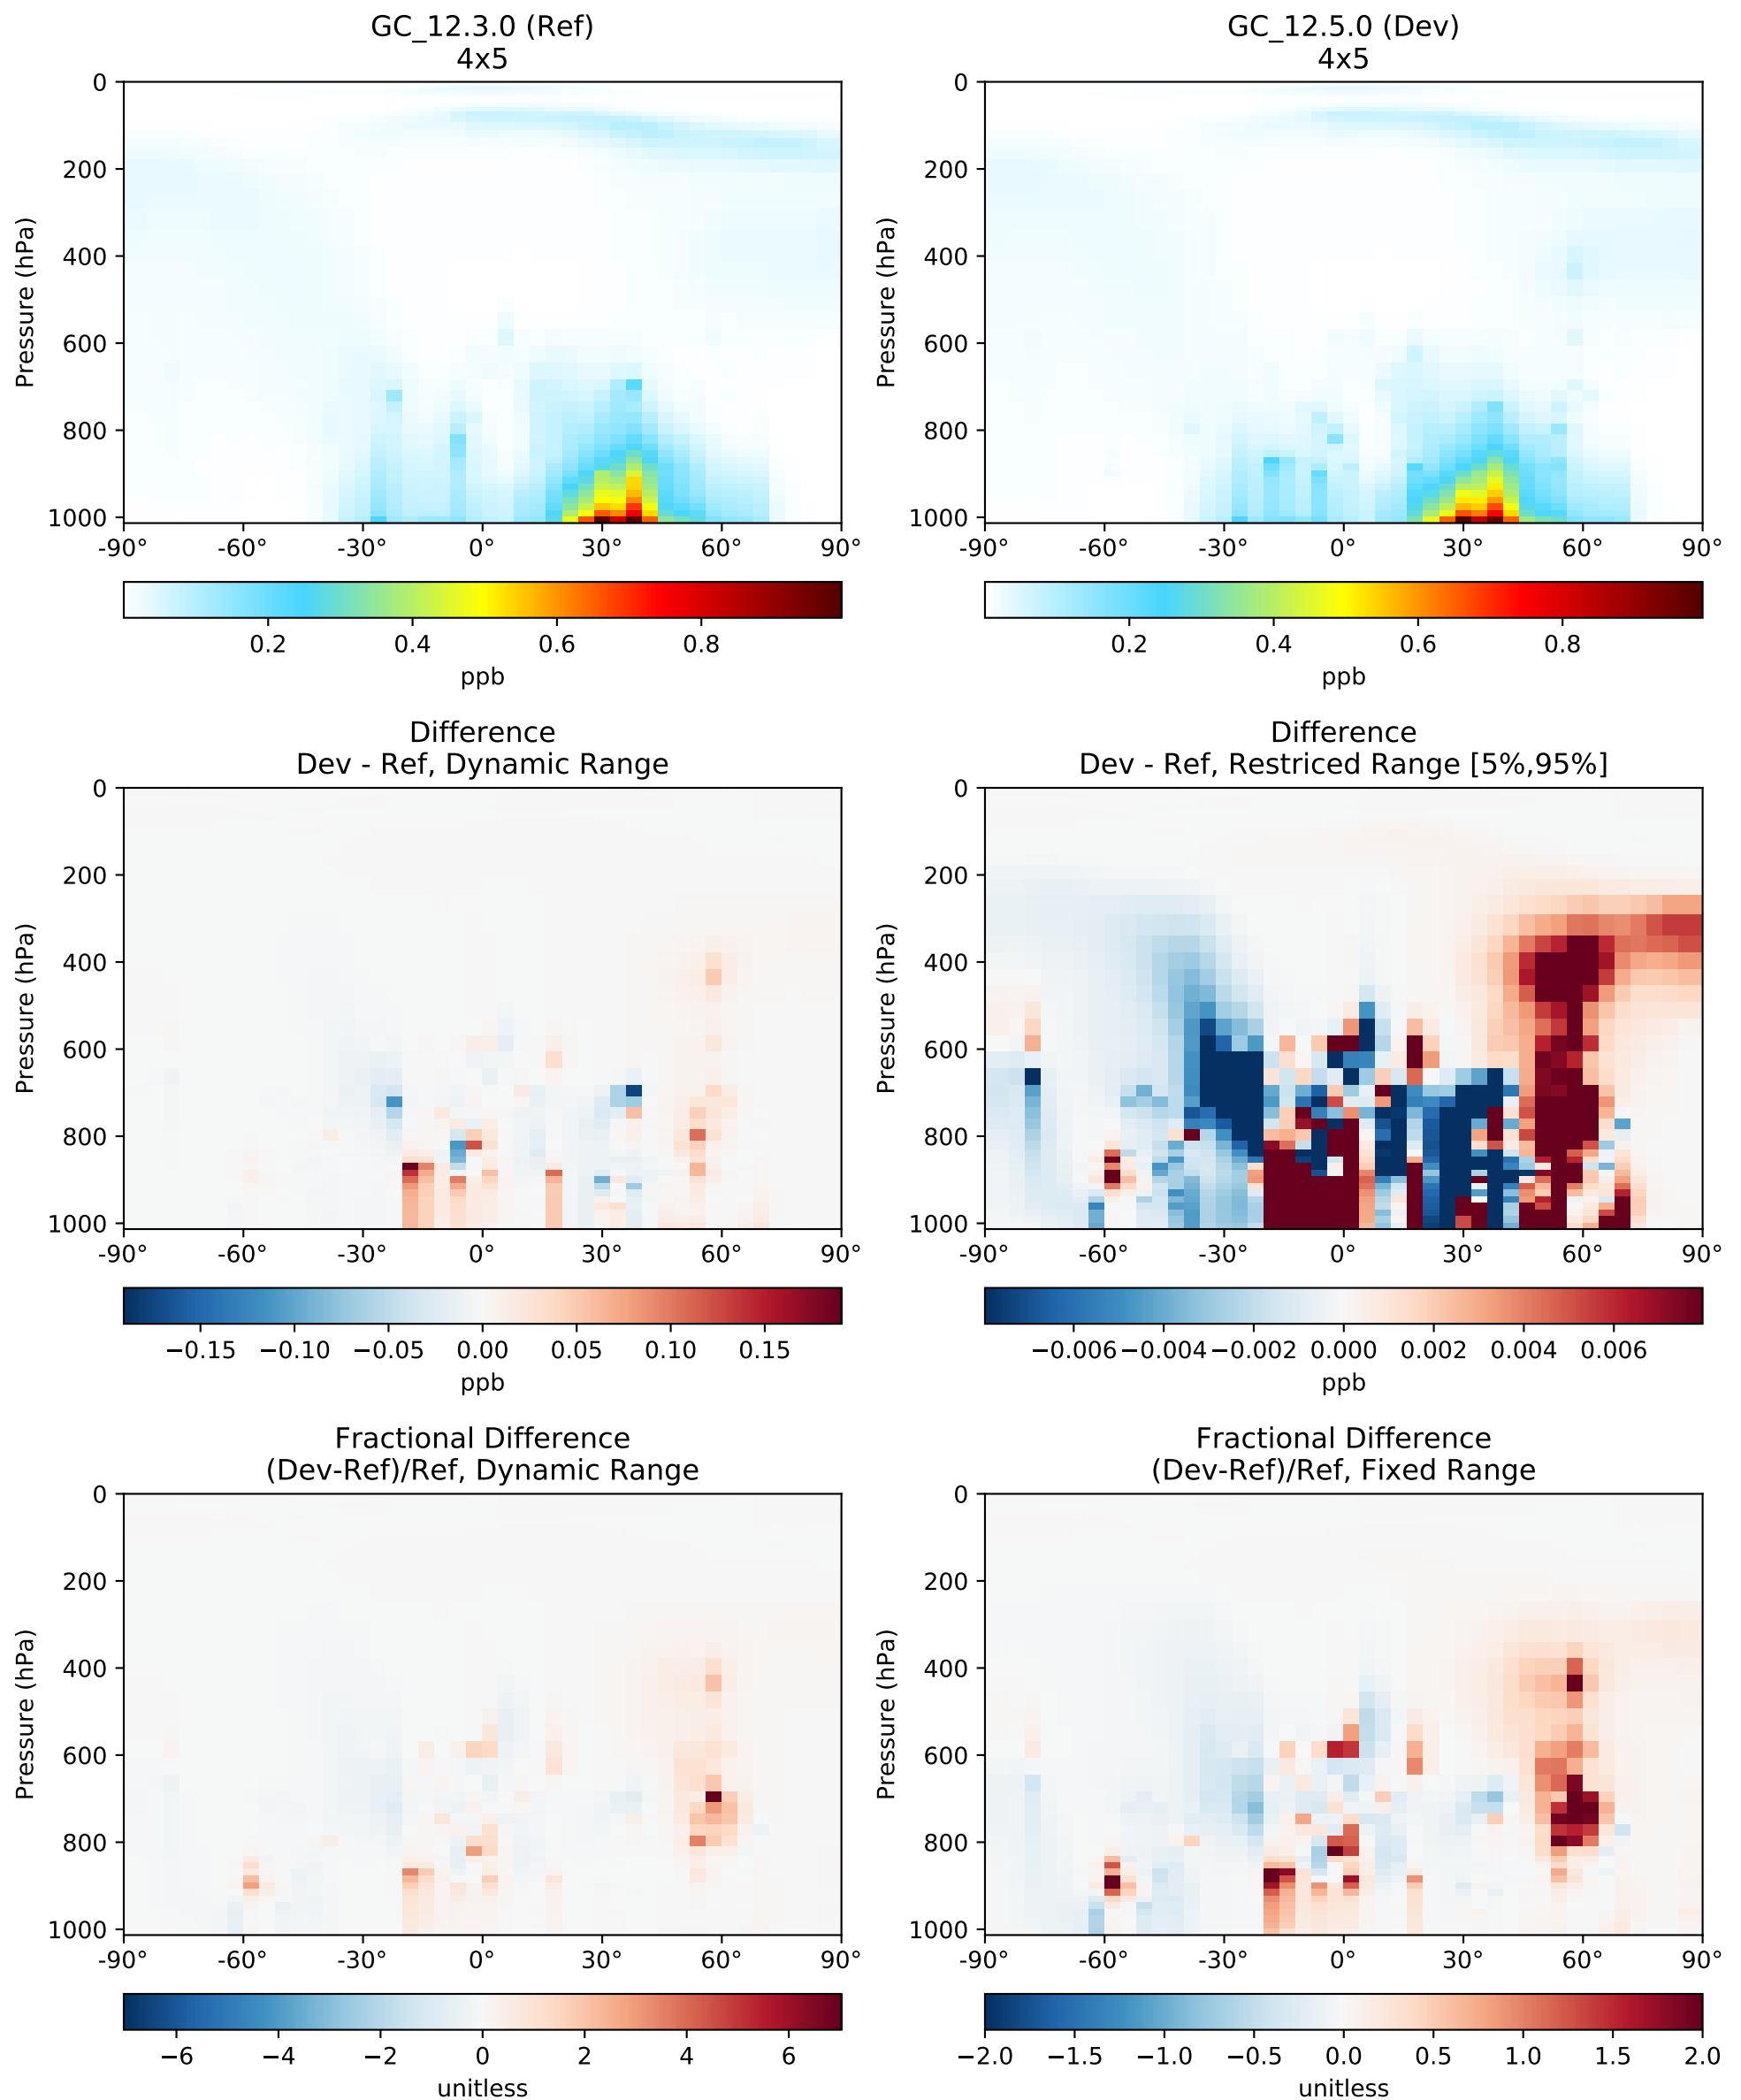 GC_12.3.0 (Ref)
4x5
0
200
400
600
800
1000
Pressure (hPa)
-90° -60° -30° 0° 30° 60° 90°
0.2 0.4 0.6 0.8
ppb
GC_12.5.0 (Dev)
4x5
0
200
400
600
800
1000
Pressure (hPa)
-90° -60° -30° 0° 30° 60° 90°
0.2 0.4 0.6 0.8
ppb
Difference
Dev - Ref, Dynamic Range
0
200
400
600
800
1000
Pressure (hPa)
-90° -60° -30° 0° 30° 60° 90°
−0.15 −0.10 −0.05 0.00 0.05 0.10 0.15
ppb
Difference
Dev - Ref, Restriced Range [5%,95%]
0
200
400
600
800
1000
Pressure (hPa)
-90° -60° -30° 0° 30° 60° 90°
−0.006 −0.004 −0.002 0.000 0.002 0.004 0.006
ppb
Fractional Difference
(Dev-Ref)/Ref, Dynamic Range
0
200
400
600
800
1000
Pressure (hPa)
-90° -60° -30° 0° 30° 60° 90°
−6 −4 −2 0 2 4 6
unitless
Fractional Difference
(Dev-Ref)/Ref, Fixed Range
0
200
400
600
800
1000
Pressure (hPa)
-90° -60° -30° 0° 30° 60° 90°
−2.0 −1.5 −1.0 −0.5 0.0 0.5 1.0 1.5 2.0
unitless